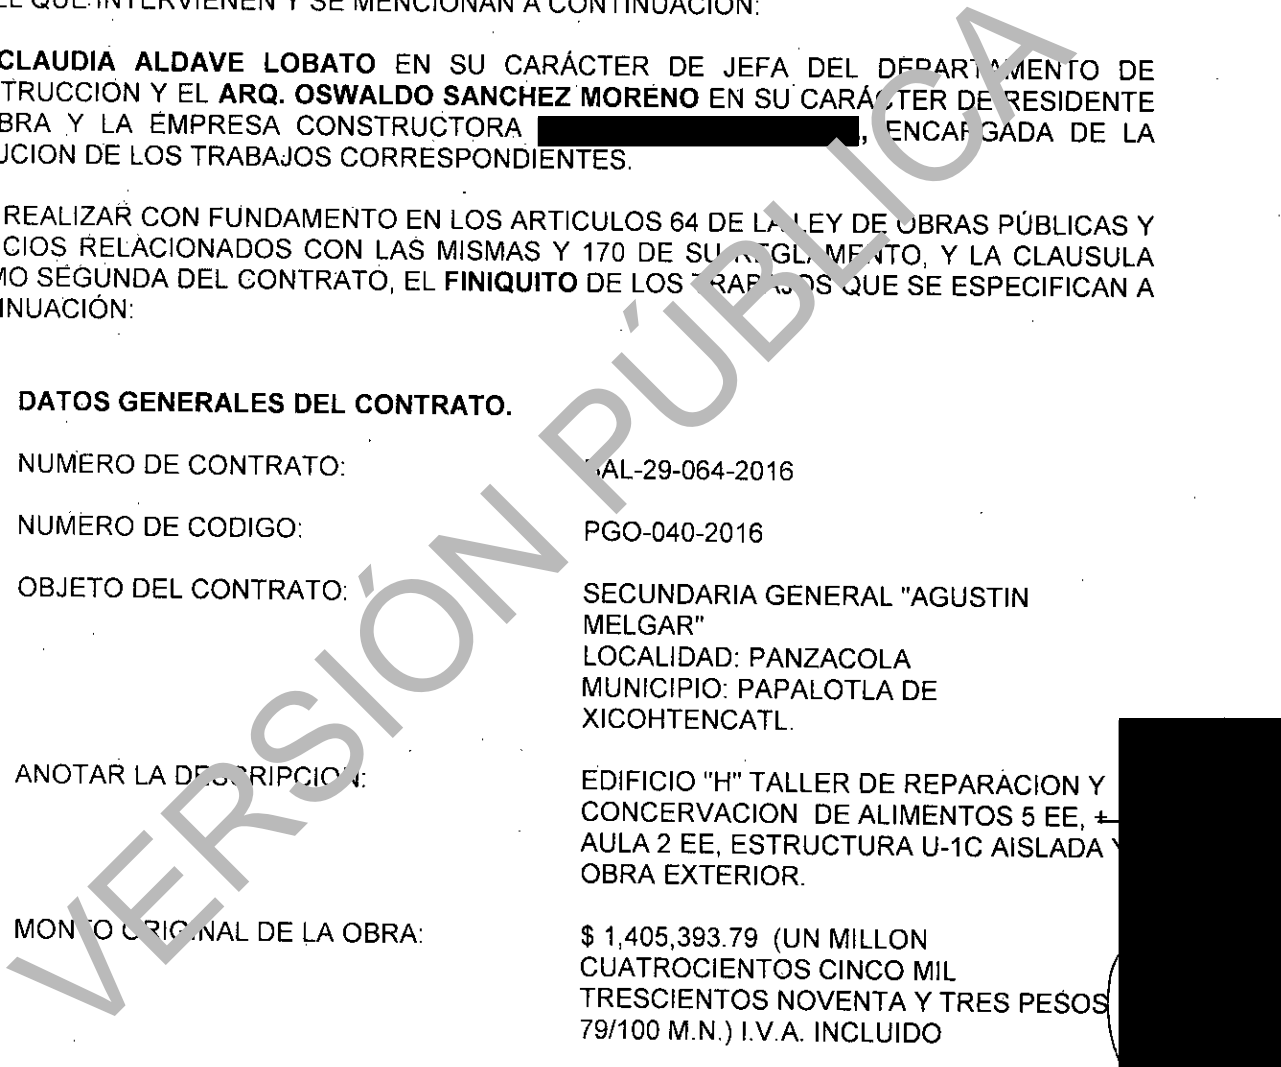 QUE INTERVIENEN Y SE MENCIONAN A CONTINUACIÓN:
CLAUDIA ALDAVE LOBATO EN SU CARÁCTER DE JEFA DEL DEPARTAMENTO DE
TRUCCION Y EL ARQ. OSWALDO SANCHEZ MORENO EN SU CARÁCTER DE RESIDENTE
BRA Y LA EMPRESA CONSTRUCTORA , ENCARGADA DE LA
UCION DE LOS TRABAJOS CORRESPONDIENTES.
REALIZAR CON FUNDAMENTO EN LOS ARTICULOS 64 DE LA LEY DE OBRAS PÚBLICAS Y
CIOS RELACIONADOS CON LAS MISMAS Y 170 DE SU REGLAMENTO, Y LA CLAUSULA
MO SEGUNDA DEL CONTRATO, EL FINIQUITO DE LOS TRABAJOS QUE SE ESPECIFICAN A
INUACIÓN:
DATOS GENERALES DEL CONTRATO.
NUMERO DE CONTRATO: AL-29-064-2016
NUMERO DE CODIGO: PGO-040-2016
OBJETO DEL CONTRATO: SECUNDARIA GENERAL "AGUSTIN
MELGAR"
LOCALIDAD: PANZACOLA
MUNICIPIO: PAPALOTLA DE
XICOHTENCATL.
ANOTAR LA DESCRIPCION: EDIFICIO "H" TALLER DE REPARACION Y
CONCERVACION DE ALIMENTOS 5 EE, +
AULA 2 EE, ESTRUCTURA U-1C AISLADA Y
OBRA EXTERIOR.
MONTO ORIGINAL DE LA OBRA: $ 1,405,393.79 (UN MILLON
CUATROCIENTOS CINCO MIL
TRESCIENTOS NOVENTA Y TRES PESOS
79/100 M.N.) I.V.A. INCLUIDO
VERSIÓN PÚBLICA